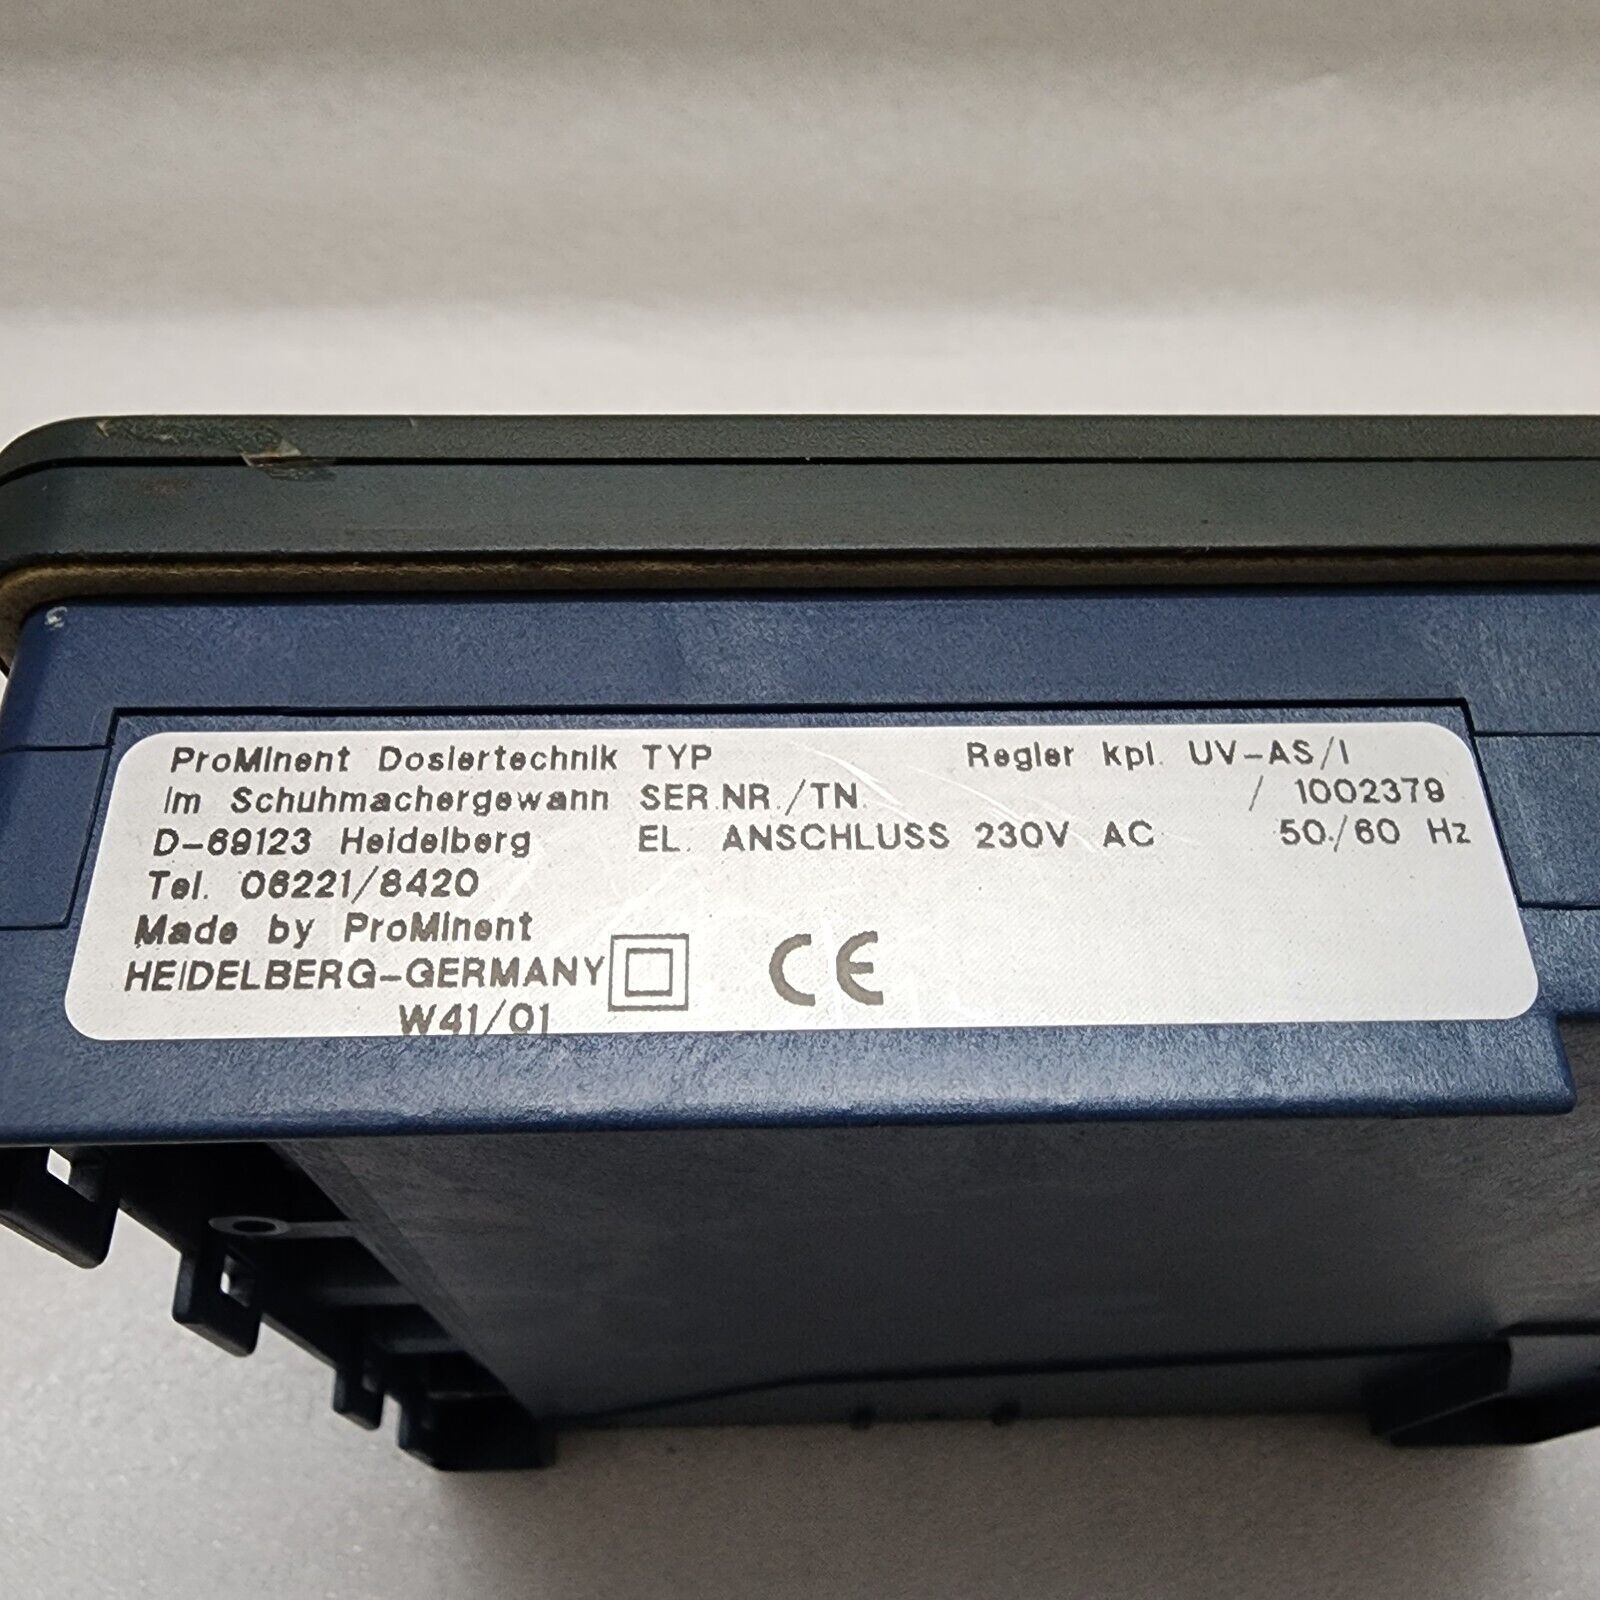 ProMinent Dosiertechnik TYP Regler kpl. UV-AS/I
Im Schuhmachergewann SER.NR./TN. / 1002379
D-69123 Heidelberg EL. ANSCHLUSS 230V AC 50./60 Hz
Tel. 06221/8420
Made by ProMinent
HEIDELBERG-GERMANY CE
W41/01